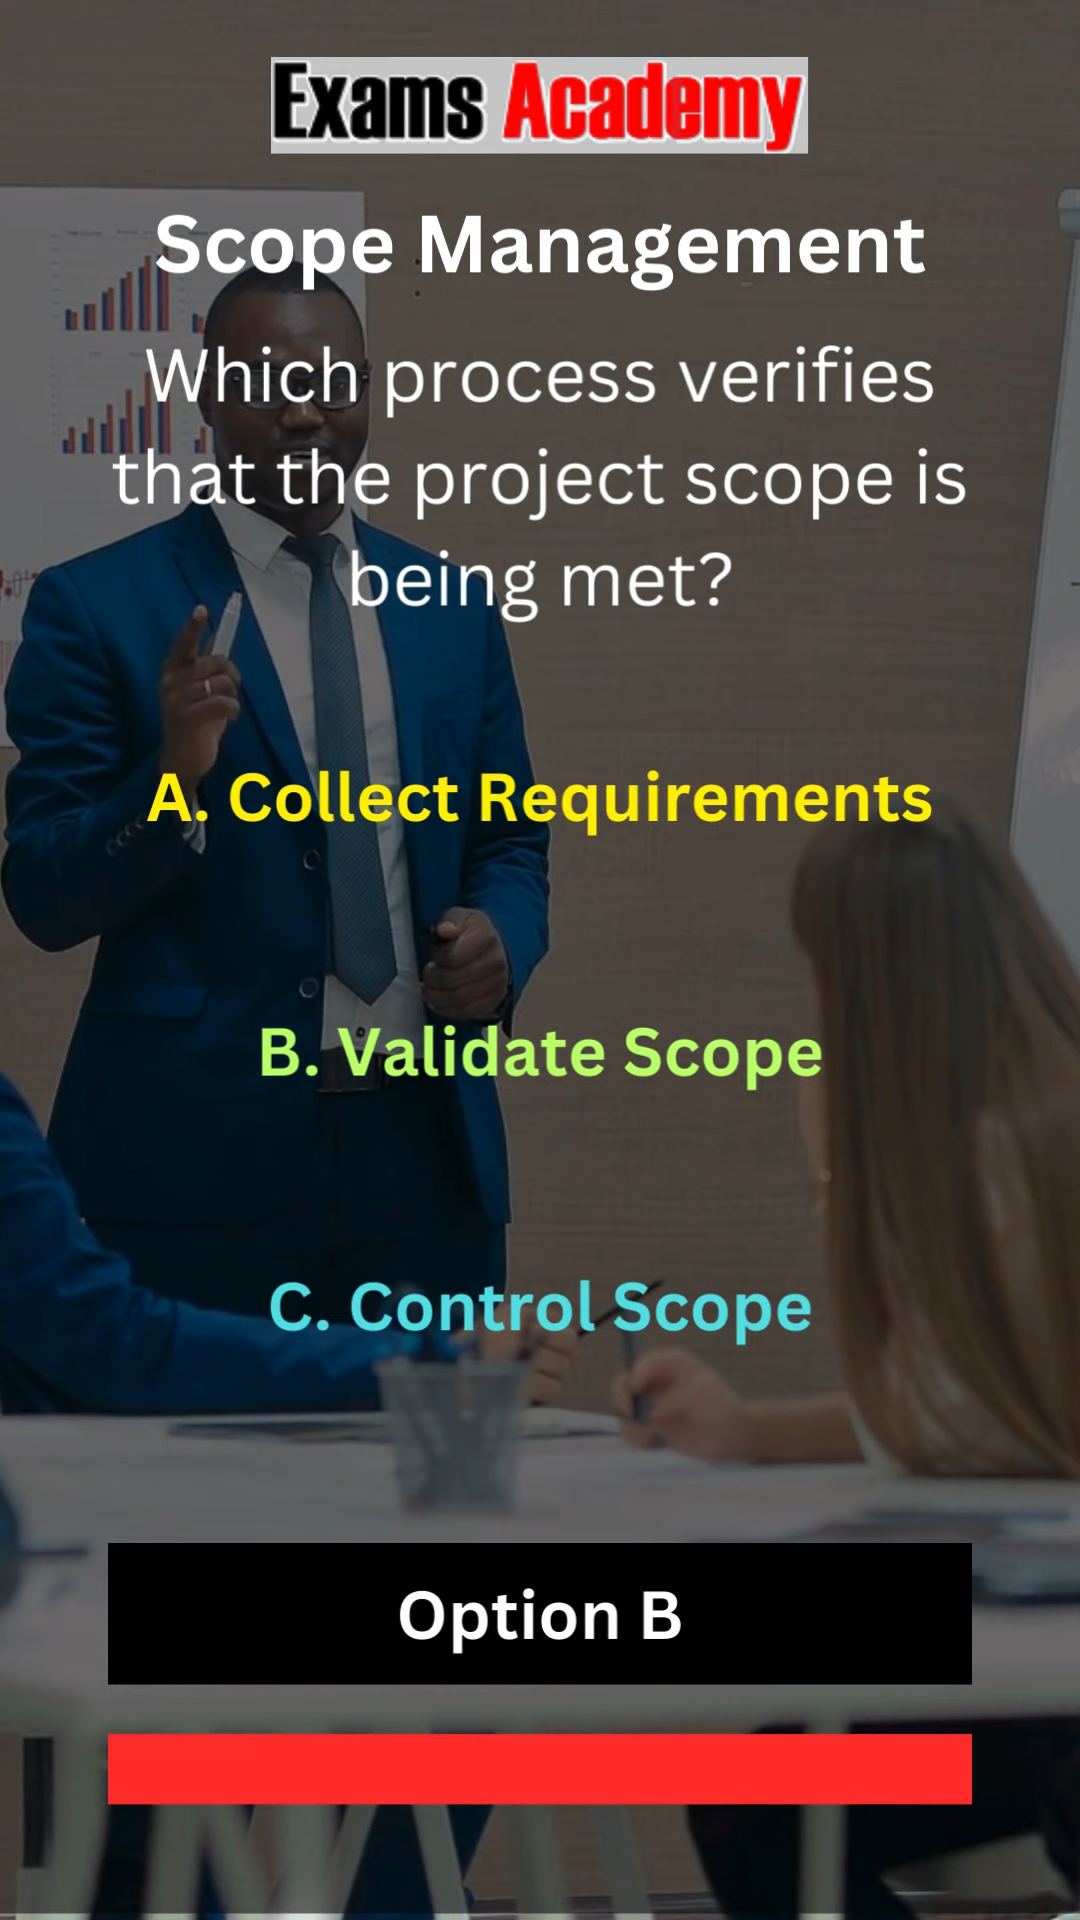 Exams Academy
Scope Management
Which process verifies
that the project scope is
being met?
A. Collect Requirements
B. Validate Scope
C. Control Scope
Option B